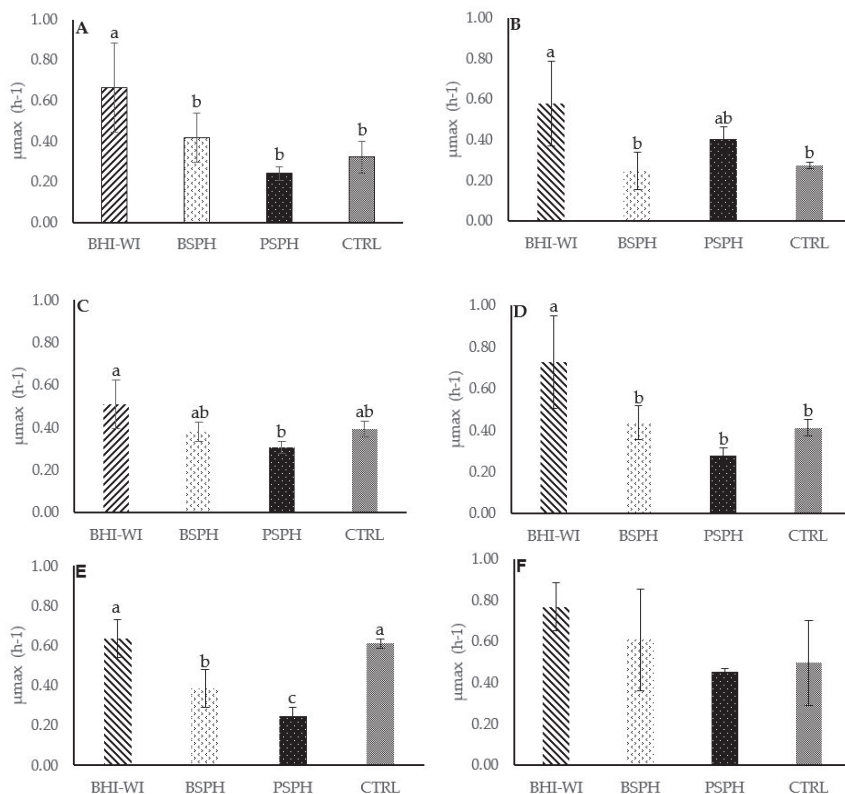 A
1.00
0.80
0.60
0.40
0.20
0.00
μmax (h-1)
a
b
b
b
BHI-WI BSPH PSPH CTRL
B
1.00
0.80
0.60
0.40
0.20
0.00
μmax (h-1)
a
b
ab
b
BHI-WI BSPH PSPH CTRL
C
1.00
0.80
0.60
0.40
0.20
0.00
μmax (h-1)
a
ab
b
ab
BHI-WI BSPH PSPH CTRL
D
1.00
0.80
0.60
0.40
0.20
0.00
μmax (h-1)
a
b
b
b
BHI-WI BSPH PSPH CTRL
E
1.00
0.80
0.60
0.40
0.20
0.00
μmax (h-1)
a
b
c
a
BHI-WI BSPH PSPH CTRL
F
1.00
0.80
0.60
0.40
0.20
0.00
μmax (h-1)
BHI-WI BSPH PSPH CTRL